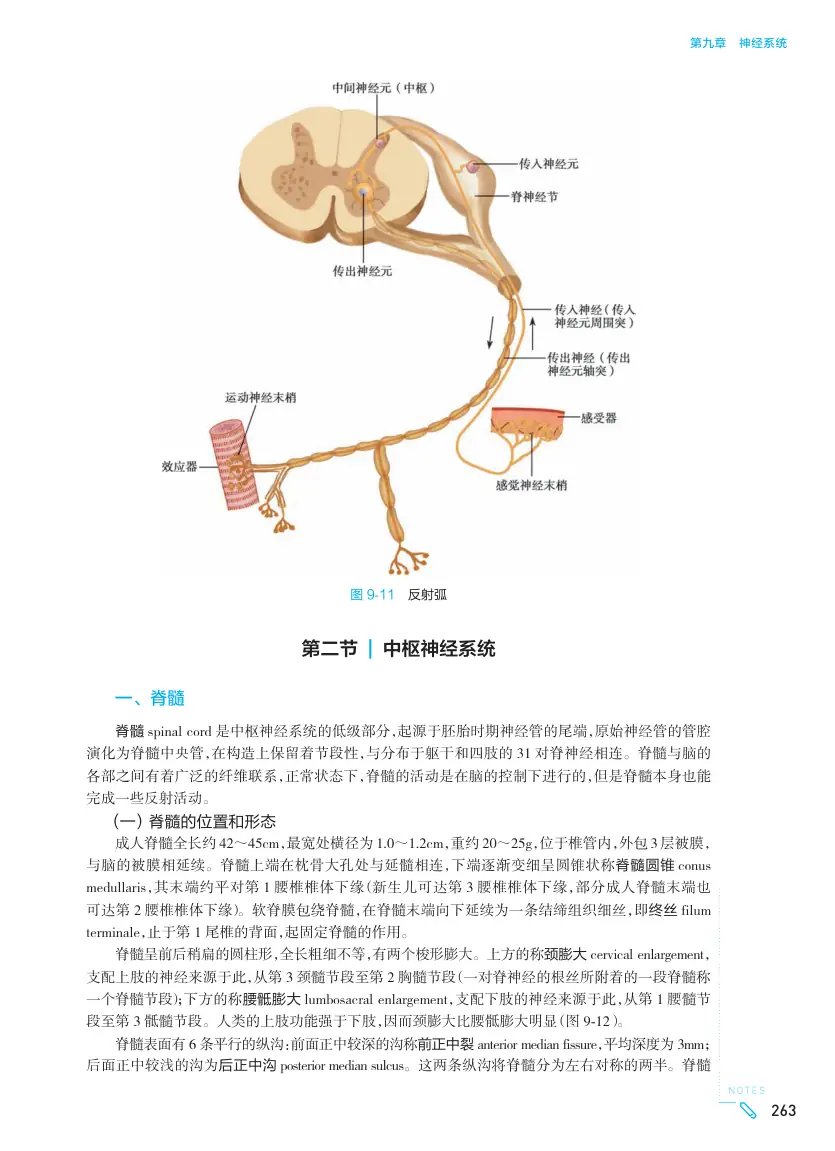 第九章 神经系统
中间神经元（中枢）
传入神经元
脊神经节
传出神经元
传入神经（传入
神经元周围突）
传出神经（传出
神经元轴突）
运动神经末梢
感受器
效应器
感觉神经末梢
图 9-11 反射弧
第二节 | 中枢神经系统
一、脊髓
脊髓 spinal cord 是中枢神经系统的低级部分，起源于胚胎时期神经管的尾端，原始神经管的管腔
演化为脊髓中央管，在构造上保留着节段性，与分布于躯干和四肢的 31 对脊神经相连。脊髓与脑的
各部之间有着广泛的纤维联系，正常状态下，脊髓的活动是在脑的控制下进行的，但是脊髓本身也能
完成一些反射活动。
（一）脊髓的位置和形态
成人脊髓全长约 42～45cm，最宽处横径为 1.0～1.2cm，重约 20～25g，位于椎管内，外包 3 层被膜，
与脑的被膜相延续。脊髓上端在枕骨大孔处与延髓相连，下端逐渐变细呈圆锥状称脊髓圆锥 conus
medullaris，其末端约平对第 1 腰椎椎体下缘（新生儿可达第 3 腰椎椎体下缘，部分成人脊髓末端也
可达第 2 腰椎椎体下缘）。软脊膜包绕脊髓，在脊髓末端向下延续为一条结缔组织细丝，即终丝 filum
terminale，止于第 1 尾椎的背面，起固定脊髓的作用。
脊髓呈前后稍扁的圆柱形，全长粗细不等，有两个梭形膨大。上方的称颈膨大 cervical enlargement，
支配上肢的神经来源于此，从第 3 颈髓节段至第 2 胸髓节段（一对脊神经的根丝所附着的一段脊髓称
一个脊髓节段）；下方的称腰骶膨大 lumbosacral enlargement，支配下肢的神经来源于此，从第 1 腰髓节
段至第 3 骶髓节段。人类的上肢功能强于下肢，因而颈膨大比腰骶膨大明显（图 9-12）。
脊髓表面有 6 条平行的纵沟：前面正中较深的沟称前正中裂 anterior median fissure，平均深度为 3mm；
后面正中较浅的沟为后正中沟 posterior median sulcus。这两条纵沟将脊髓分为左右对称的两半。脊髓
NOTES
263